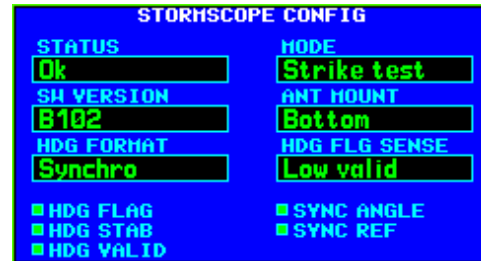 STORMSCOPE CONFIG
STATUS MODE
Ok Strike test
SW VERSION ANT MOUNT
B102 Bottom
HDG FORMAT HDG FLG SENSE
Synchro Low valid
HDG FLAG SYNC ANGLE
HDG STAB SYNC REF
HDG VALID